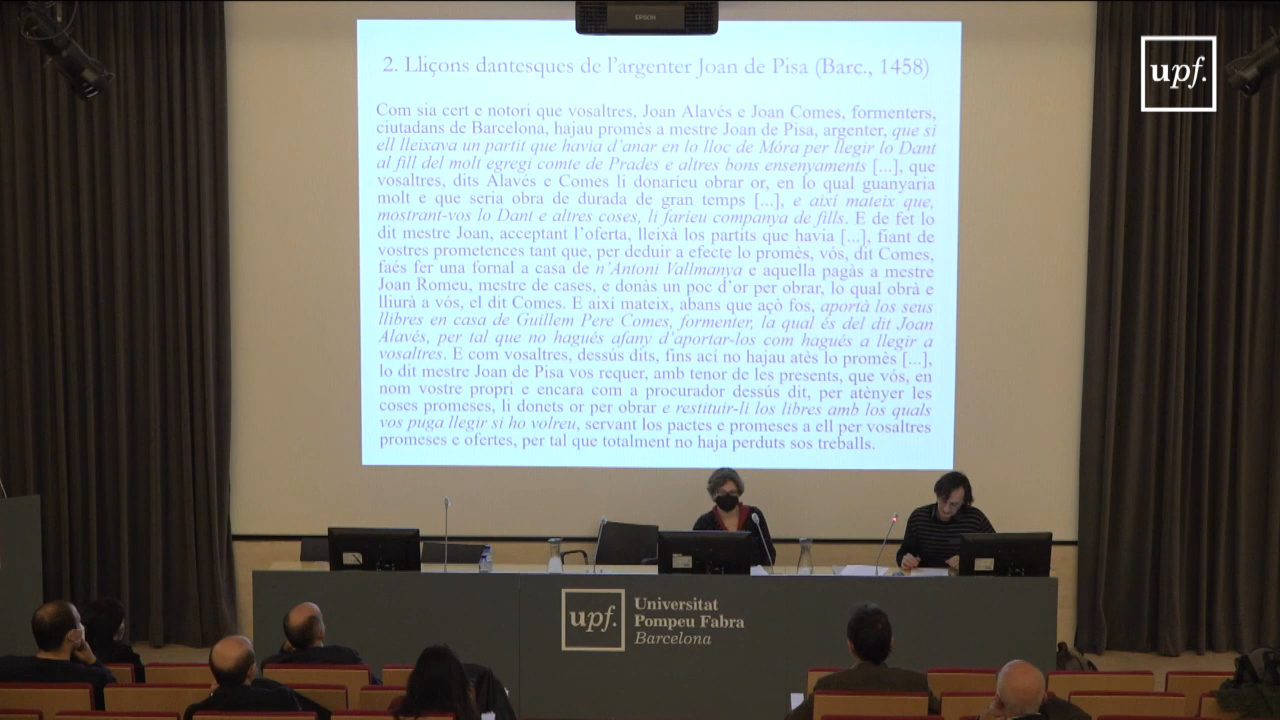 EPSON
upf.
2. Lliçons dantesques de l'argenter Joan de Pisa (Barc., 1458)
Com sia cert e notori que vosaltres, Joan Alavés e Joan Comes, formenters,
ciutadans de Barcelona, hajau promès a mestre Joan de Pisa, argenter, que si
ell lleixava un partit que havia d'anar en lo lloc de Móra per llegir lo Dant
al fill del molt egregi comte de Prades e altres bons ensenyaments [...], que
vosaltres, dits Alavés e Comes li donaríeu obrar or, en lo qual guanyaria
molt e que seria obra de durada de gran temps [...], e així mateix que,
mostrant-vos lo Dant e altres coses, li faríeu companya de fills. E de fet lo
dit mestre Joan, acceptant l'oferta, lleixà los partits que havia [...], fiant de
vostres prometences tant que, per deduir a efecte lo promès, vós, dit Comes,
faés fer una fornal a casa de n'Antoni Vallmanya e aquella pagàs a mestre
Joan Romeu, mestre de cases, e donàs un poc d'or per obrar, lo qual obrà e
lliurà a vós, el dit Comes. E així mateix, abans que açò fos, aportà los seus
llibres en casa de Guillem Pere Comes, formenter, la qual és del dit Joan
Alavés, per tal que no hagués afany d'aportar-los com hagués a llegir a
vosaltres. E com vosaltres, dessús dits, fins ací no hajau atès lo promès [...],
lo dit mestre Joan de Pisa vos requer, amb tenor de les presents, que vós, en
nom vostre propri e encara com a procurador dessús dit, per atènyer les
coses promeses, li donets or per obrar e restituir-li los libres amb los quals
vos puga llegir si ho volreu, servant los pactes e promeses a ell per vosaltres
promeses e ofertes, per tal que totalment no haja perduts sos treballs.
upf.
Universitat
Pompeu Fabra
Barcelona